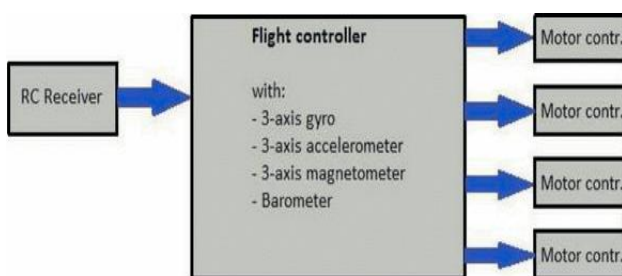 RC Receiver
Flight controller
with:
- 3-axis gyro
- 3-axis accelerometer
- 3-axis magnetometer
- Barometer
Motor contr.
Motor contr.
Motor contr.
Motor contr.